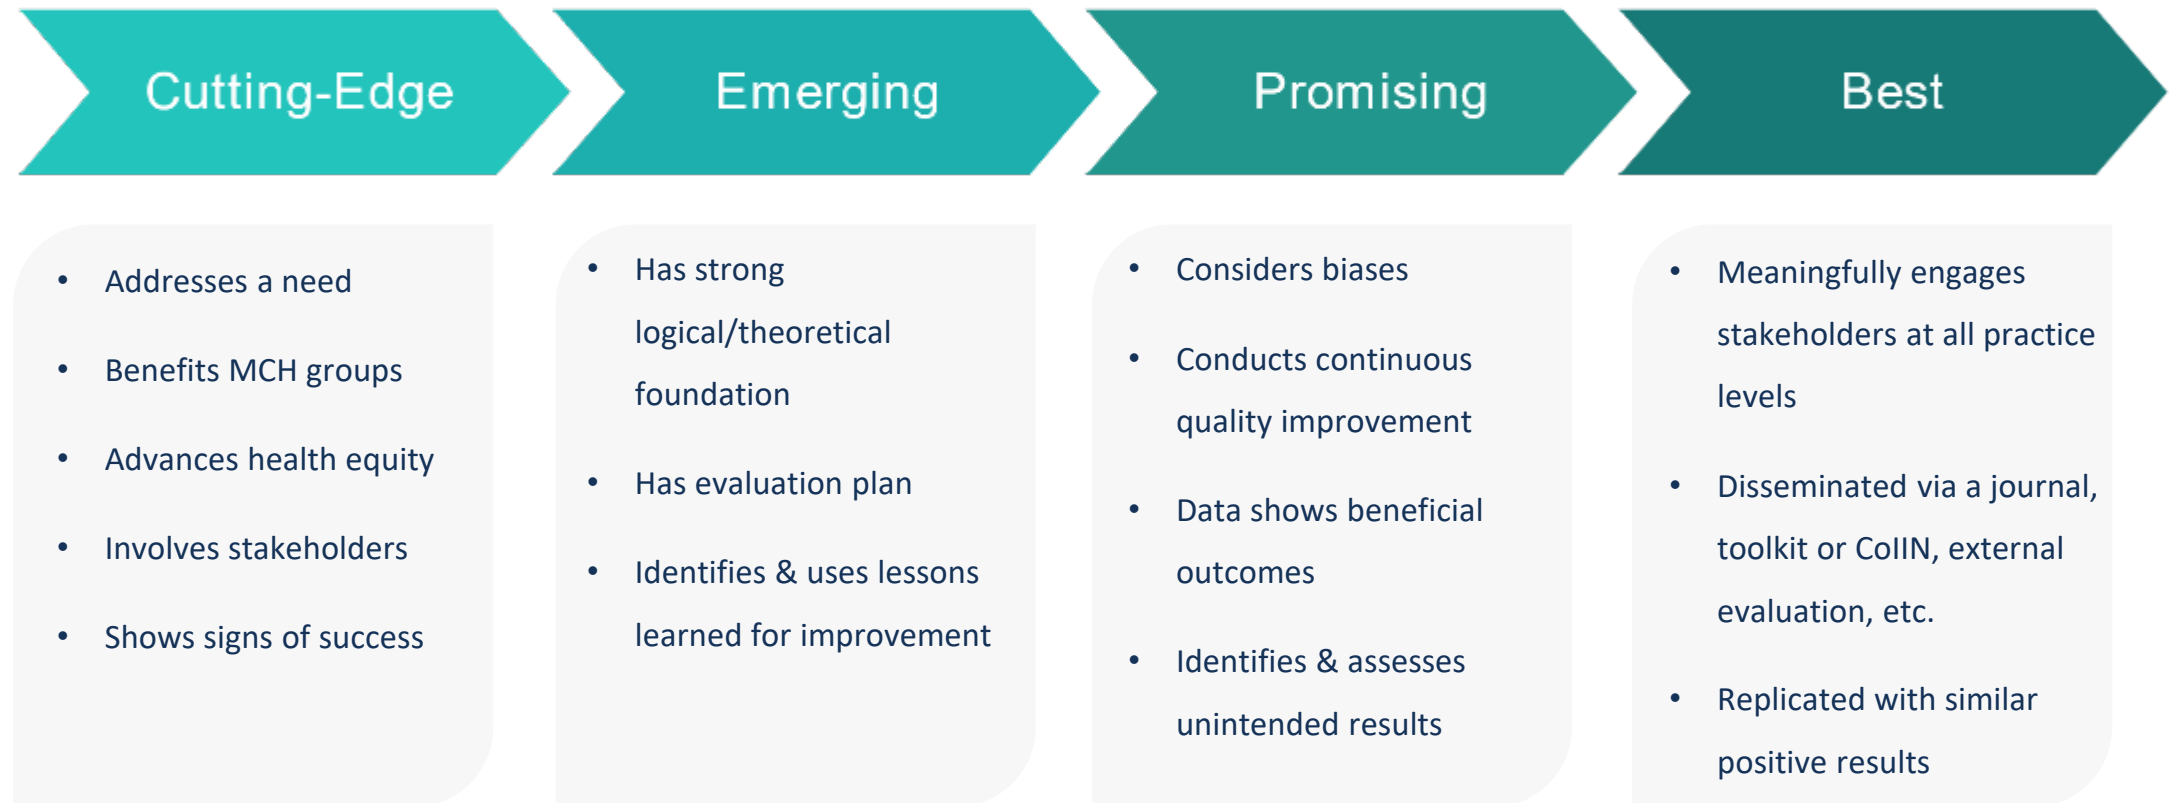 Cutting-Edge
Emerging
Promising
Best
• Addresses a need
• Benefits MCH groups
• Advances health equity
• Involves stakeholders
• Shows signs of success
• Has strong
logical/theoretical
foundation
• Has evaluation plan
• Identifies & uses lessons
learned for improvement
• Considers biases
• Conducts continuous
quality improvement
• Data shows beneficial
outcomes
• Identifies & assesses
unintended results
• Meaningfully engages
stakeholders at all practice
levels
• Disseminated via a journal,
toolkit or CoIIN, external
evaluation, etc.
• Replicated with similar
positive results